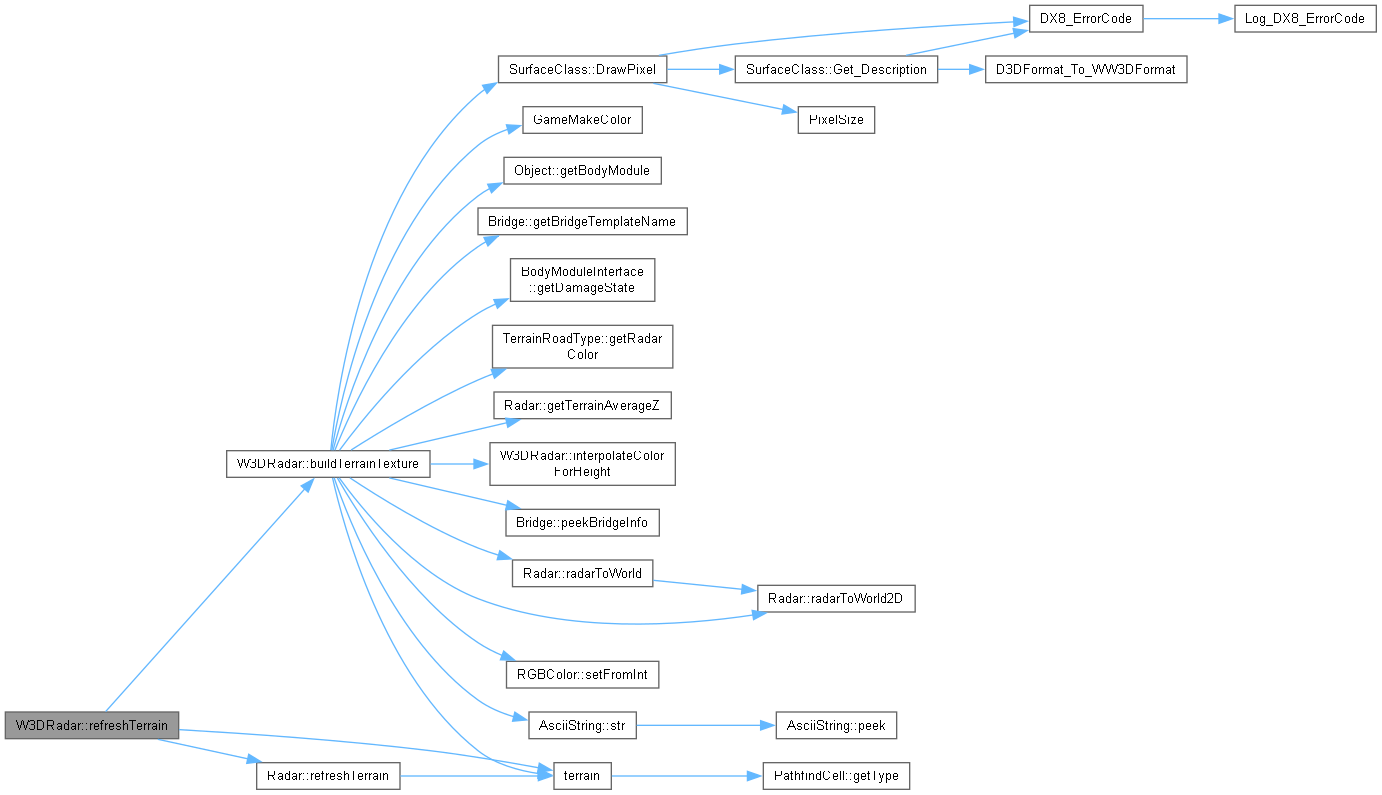 DX8_ErrorCode
Log_DX8_ErrorCode
SurfaceClass::DrawPixel
SurfaceClass::Get_Description
D3DFormat_To_WW3DFormat
GameMakeColor
PixelSize
Object::getBodyModule
Bridge::getBridgeTemplateName
BodyModuleInterface
::getDamageState
TerrainRoadType::getRadar
Color
Radar::getTerrainAverageZ
W3DRadar::buildTerrainTexture
W3DRadar::interpolateColor
ForHeight
Bridge::peekBridgeInfo
Radar::radarToWorld
Radar::radarToWorld2D
RGBColor::setFromInt
W3DRadar::refreshTerrain
AsciiString::str
AsciiString::peek
Radar::refreshTerrain
terrain
PathfindCell::getType